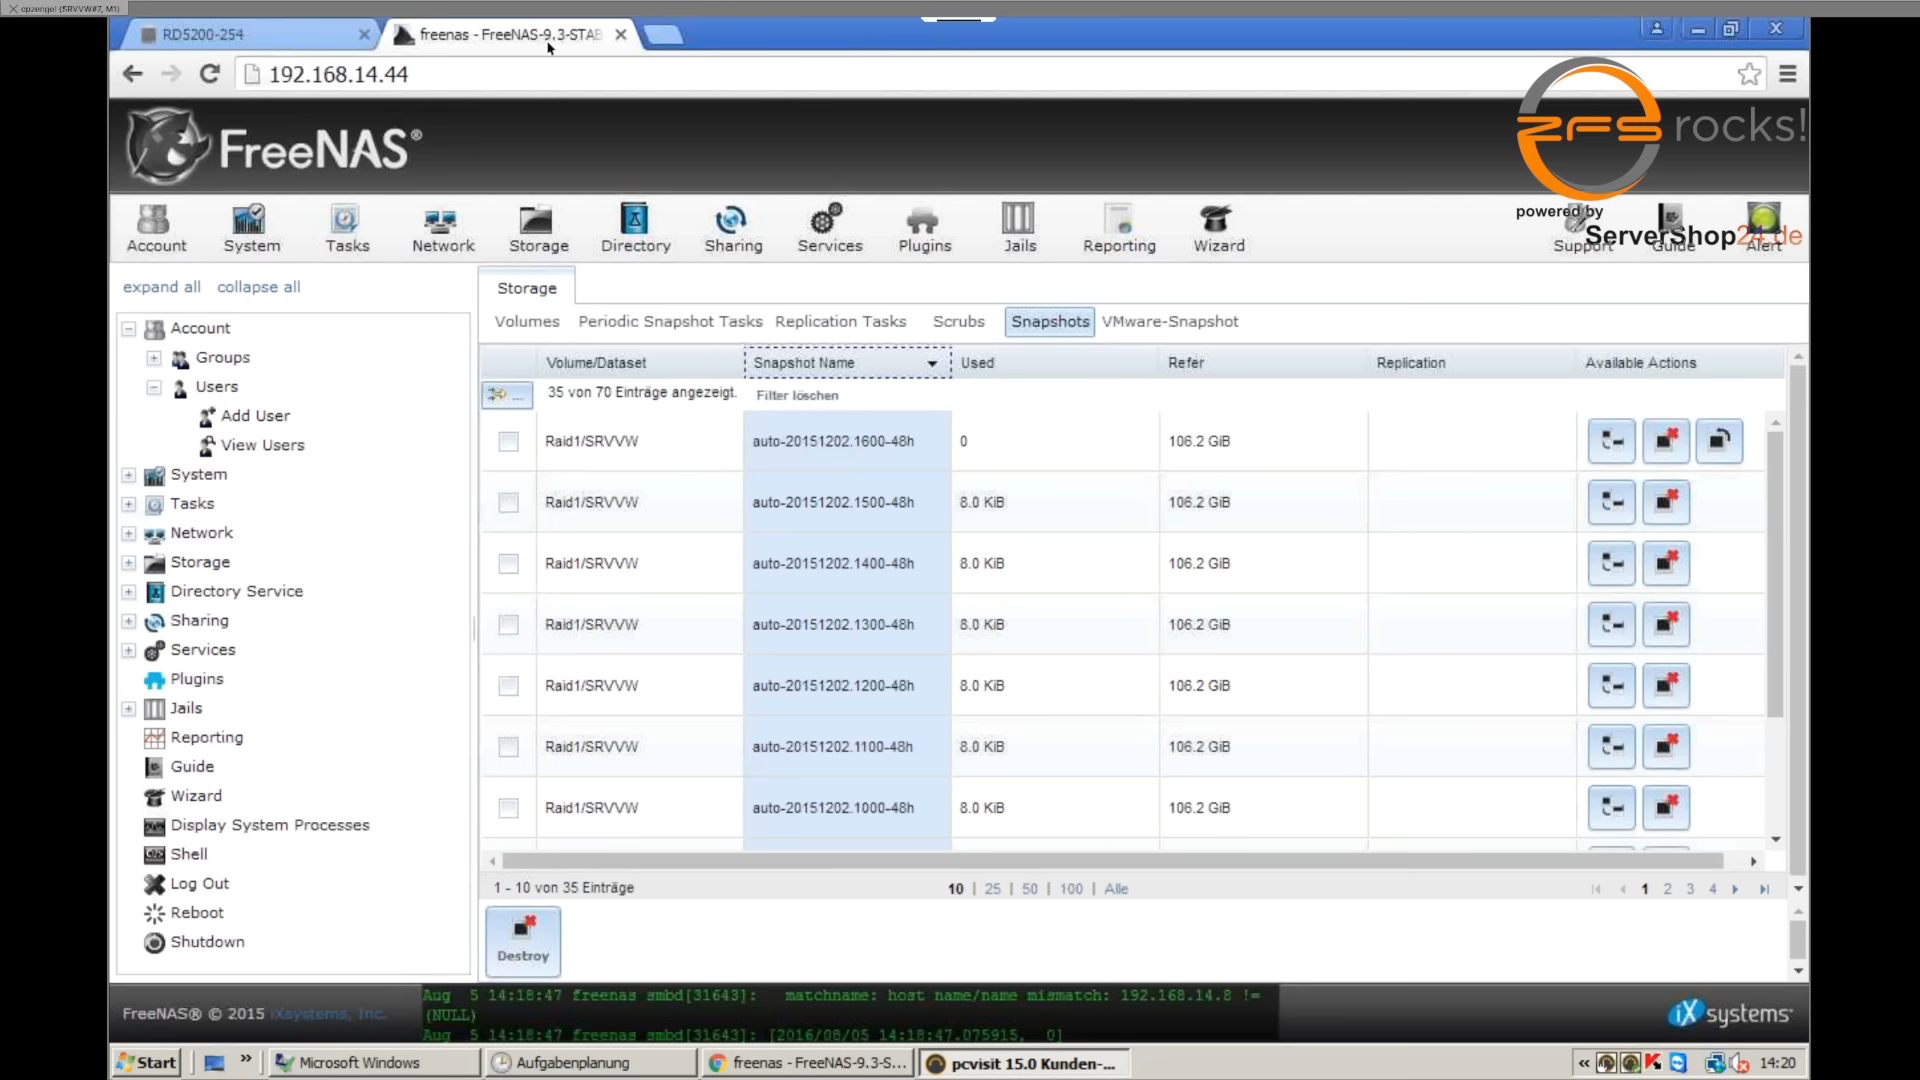 cpzengel (SRVVW#7, M1)
RD5200-254
freenas - FreeNAS-9.3-STAB
192.168.14.44
FreeNAS®
ZFS rocks!
powered by
ServerShop24.de
Account
System
Tasks
Network
Storage
Directory
Sharing
Services
Plugins
Jails
Reporting
Wizard
Support
Guide
Alert
expand all
collapse all
Account
Groups
Users
Add User
View Users
System
Tasks
Network
Storage
Directory Service
Sharing
Services
Plugins
Jails
Reporting
Guide
Wizard
Display System Processes
Shell
Log Out
Reboot
Shutdown
Storage
Volumes
Periodic Snapshot Tasks
Replication Tasks
Scrubs
Snapshots
VMware-Snapshot
Volume/Dataset
Snapshot Name
Used
Refer
Replication
Available Actions
...
35 von 70 Einträge angezeigt.
Filter löschen
Raid1/SRVVW auto-20151202.1600-48h 0 106.2 GiB
Raid1/SRVVW auto-20151202.1500-48h 8.0 KiB 106.2 GiB
Raid1/SRVVW auto-20151202.1400-48h 8.0 KiB 106.2 GiB
Raid1/SRVVW auto-20151202.1300-48h 8.0 KiB 106.2 GiB
Raid1/SRVVW auto-20151202.1200-48h 8.0 KiB 106.2 GiB
Raid1/SRVVW auto-20151202.1100-48h 8.0 KiB 106.2 GiB
Raid1/SRVVW auto-20151202.1000-48h 8.0 KiB 106.2 GiB
1 - 10 von 35 Einträge
10 | 25 | 50 | 100 | Alle
1 2 3 4
Destroy
FreeNAS® © 2015 iXsystems, Inc.
Aug 5 14:18:47 freenas smbd[31643]: matchname: host name/name mismatch: 192.168.14.8 !=
(NULL)
Aug 5 14:18:47 freenas smbd[31643]: [2016/08/05 14:18:47.075915, 0]
iXsystems
Start
»
Microsoft Windows
Aufgabenplanung
freenas - FreeNAS-9.3-S...
pcvisit 15.0 Kunden-...
«
14:20